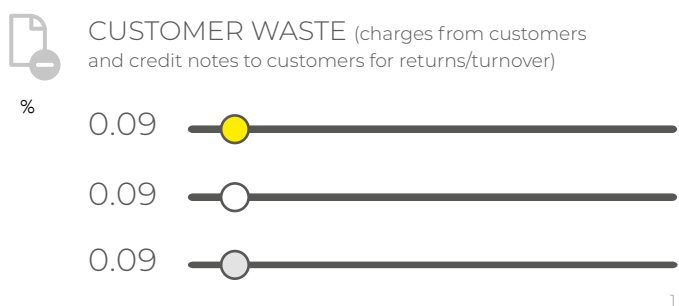 CUSTOMER WASTE (charges from customers
and credit notes to customers for returns/turnover)
%
0.09
0.09
0.09
1